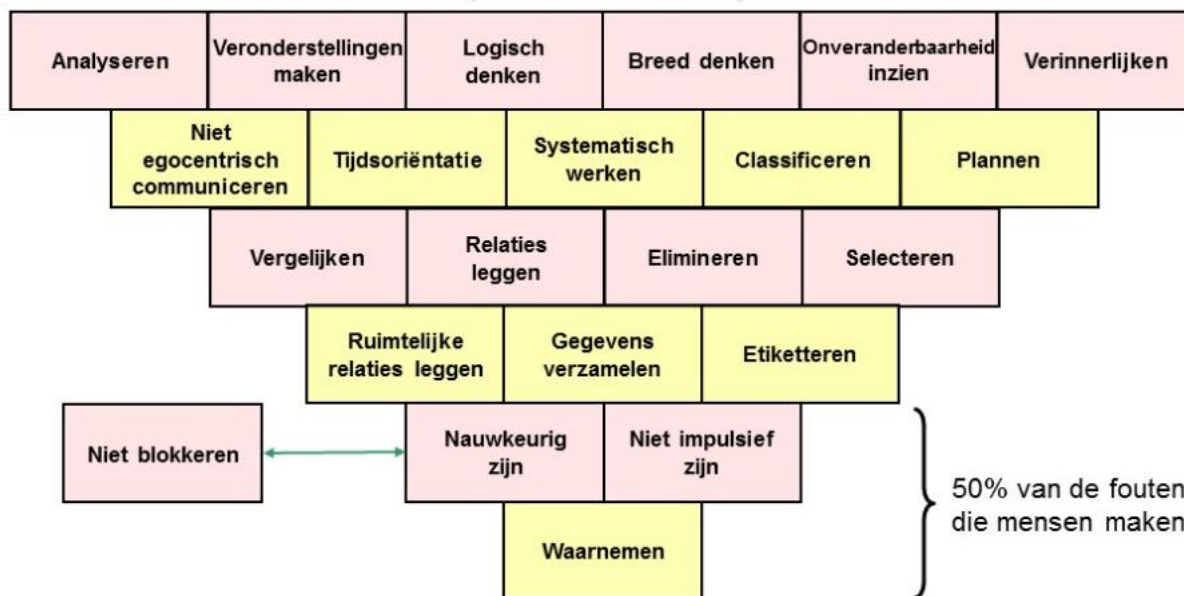 Analyseren
Veronderstellingen
maken
Logisch
denken
Breed denken
Onveranderbaarheid
inzien
Verinnerlijken
Niet
egocentrisch
communiceren
Tijdsoriëntatie
Systematisch
werken
Classificeren
Plannen
Vergelijken
Relaties
leggen
Elimineren
Selecteren
Ruimtelijke
relaties leggen
Gegevens
verzamelen
Etiketteren
Niet blokkeren
Nauwkeurig
zijn
Niet impulsief
zijn
50% van de fouten
die mensen maken
Waarnemen